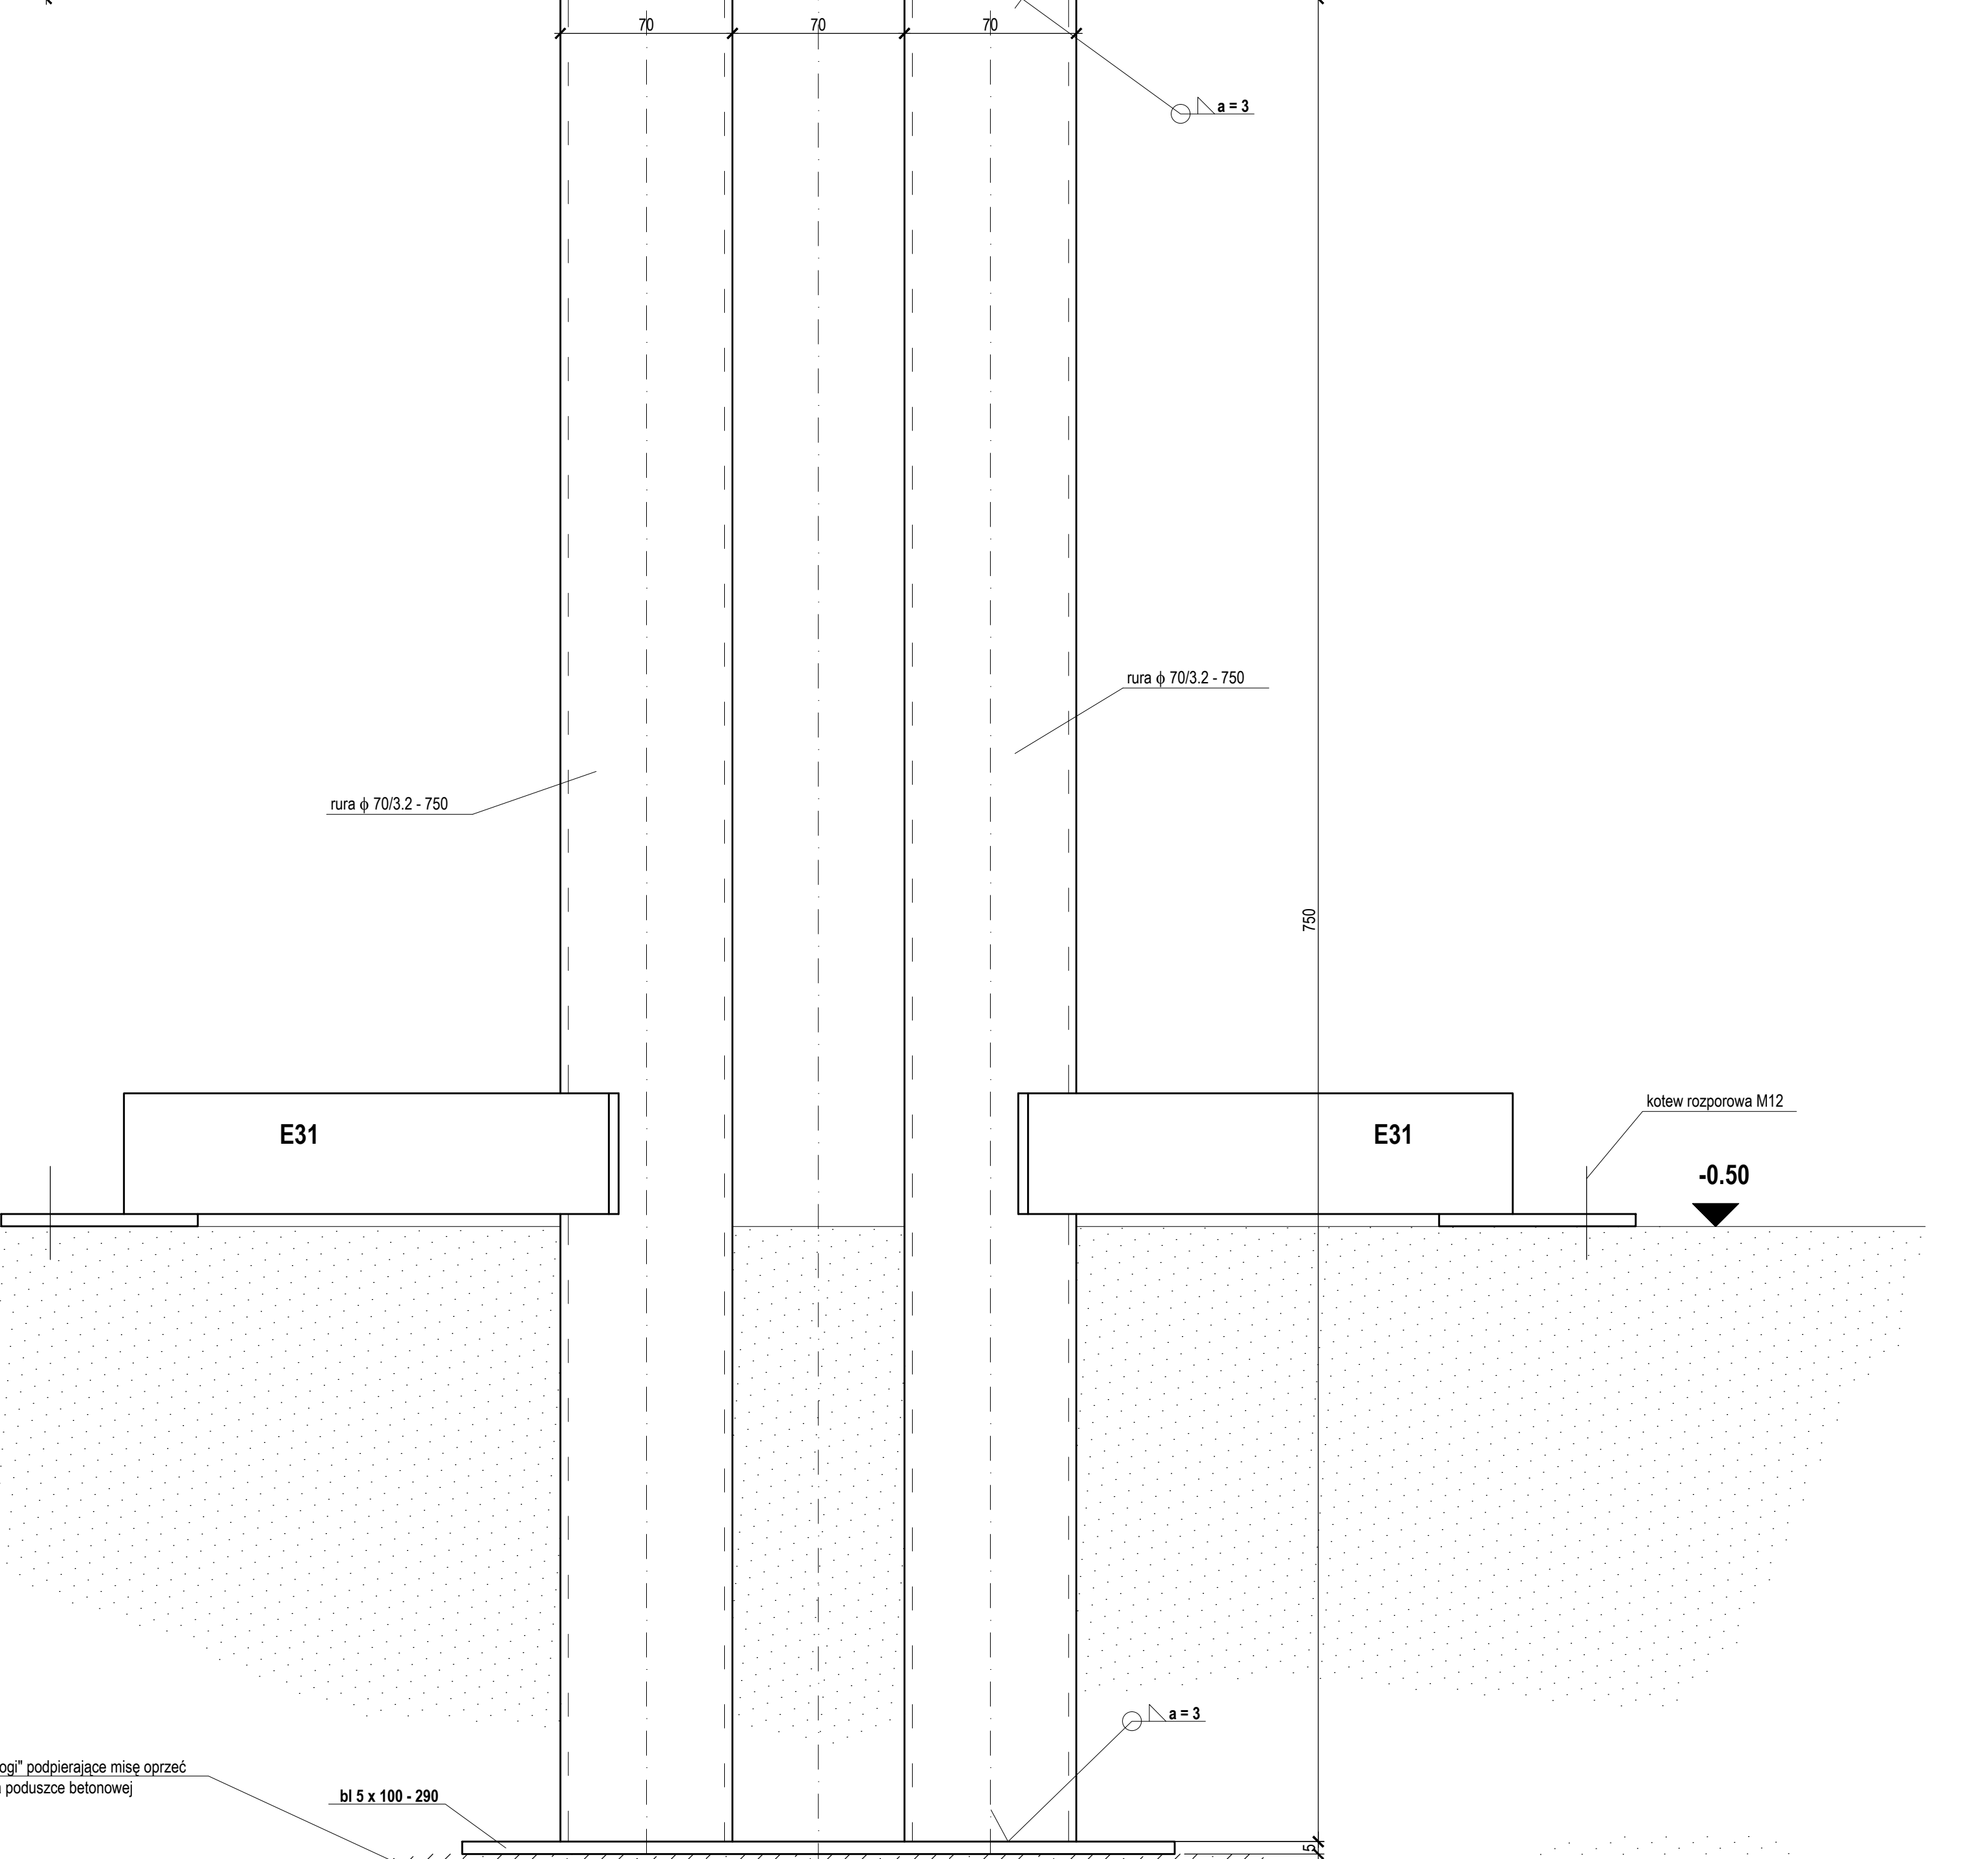 70
70
70
a = 3
rura ϕ 70/3.2 - 750
rura ϕ 70/3.2 - 750
750
kotew rozporowa M12
E31
E31
-0.50
a = 3
ogi" podpierające misę oprzeć
poduszce betonowej
bl 5 x 100 - 290
5